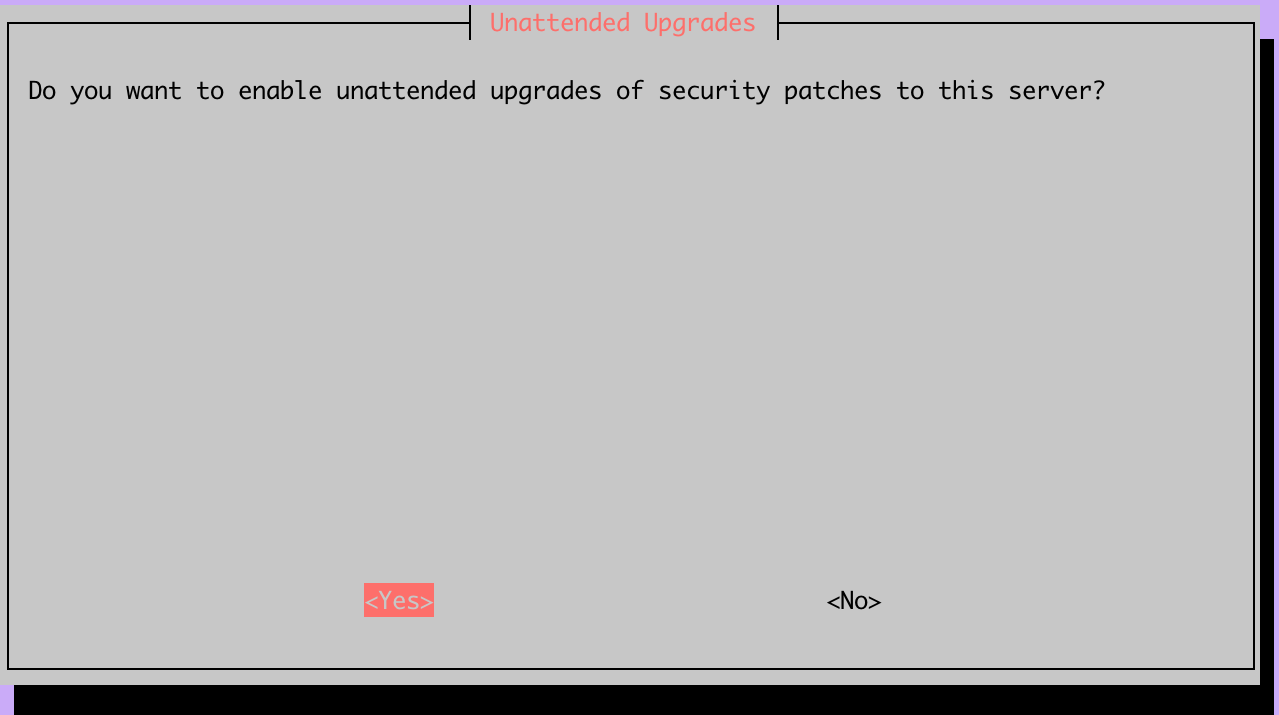 Unattended Upgrades
Do you want to enable unattended upgrades of security patches to this server?
<Yes> <No>